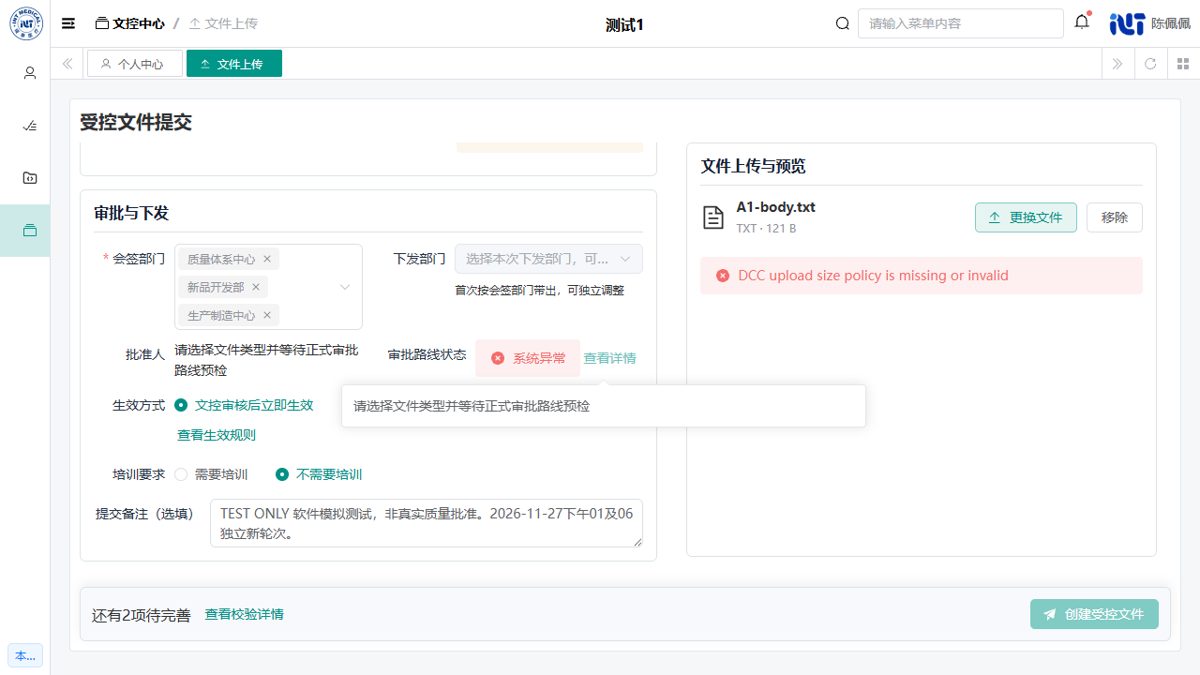 文控中心 / 文件上传
测试1
请输入菜单内容
陈佩佩
个人中心
文件上传
受控文件提交
审批与下发
* 会签部门
质量体系中心 ×
新品开发部 ×
生产制造中心 ×
下发部门
选择本次下发部门，可...
首次按会签部门带出，可独立调整
批准人
请选择文件类型并等待正式审批
路线预检
审批路线状态
系统异常
查看详情
请选择文件类型并等待正式审批路线预检
生效方式
文控审核后立即生效
查看生效规则
培训要求
需要培训
不需要培训
提交备注（选填）
TEST ONLY 软件模拟测试，非真实质量批准。2026-11-27下午01及06
独立新轮次。
文件上传与预览
A1-body.txt
TXT · 121 B
更换文件
移除
DCC upload size policy is missing or invalid
还有2项待完善
查看校验详情
创建受控文件
本...